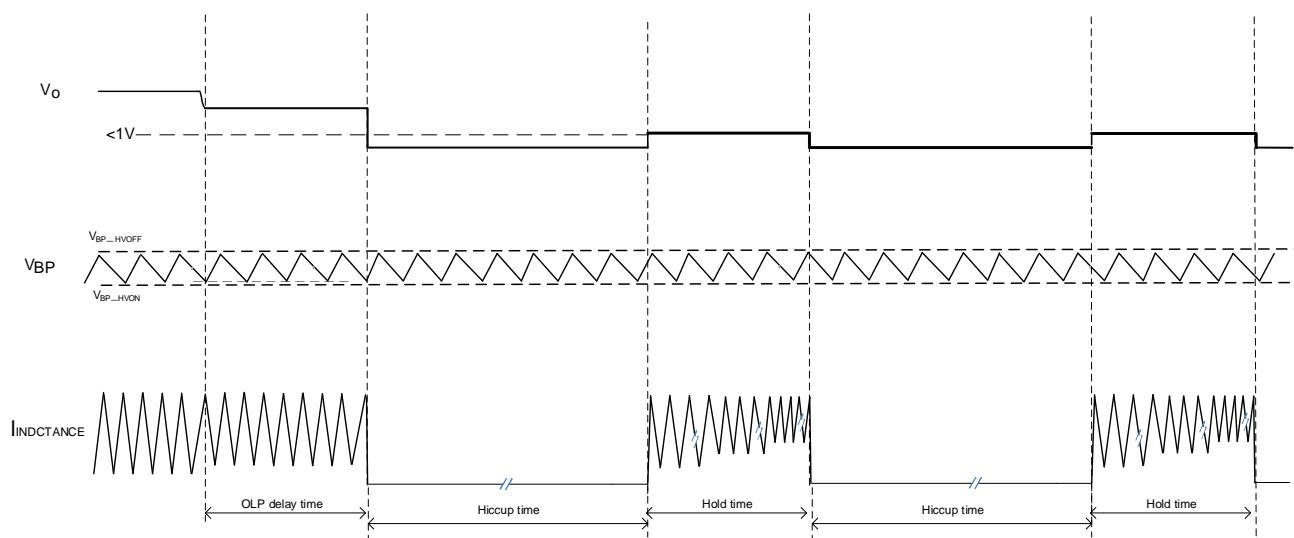 Vo
<1V
VBP_HVOFF
VBP
VBP_HVON
IINDCTANCE
OLP delay time
Hiccup time
Hold time
Hiccup time
Hold time